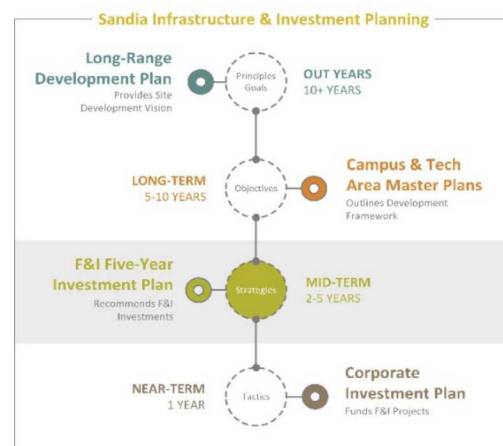 Sandia Infrastructure & Investment Planning
Long-Range
Development Plan
Provides Site
Development Vision
Principles
Goals
OUT YEARS
10+ YEARS
LONG-TERM
5-10 YEARS
Objectives
Campus & Tech
Area Master Plans
Outlines Development
Framework
F&I Five-Year
Investment Plan
Recommends F&I
Investments
Strategies
MID-TERM
2-5 YEARS
NEAR-TERM
1 YEAR
Tactics
Corporate
Investment Plan
Funds F&I Projects